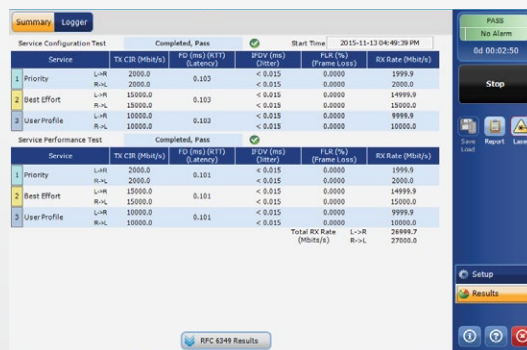 Summary Logger
Service Configuration Test Completed, Pass Start Time 2015-11-13 04:49:39 PM
Service TX CIR (Mbit/s) FD (ms) (RTT) (Latency) IFDV (ms) (Jitter) FLR (%) (Frame Loss) RX Rate (Mbit/s)
1 Priority L->R 2000.0 0.103 < 0.015 0.0000 1999.9
R->L 2000.0 < 0.015 0.0000 2000.0
2 Best Effort L->R 15000.0 0.103 < 0.015 0.0000 14999.9
R->L 15000.0 < 0.015 0.0000 15000.0
3 User Profile L->R 10000.0 0.103 < 0.015 0.0000 9999.9
R->L 10000.0 < 0.015 0.0000 10000.0
Service Performance Test Completed, Pass
Service TX CIR (Mbit/s) FD (ms) (RTT) (Latency) IFDV (ms) (Jitter) FLR (%) (Frame Loss) RX Rate (Mbit/s)
1 Priority L->R 2000.0 0.101 < 0.015 0.0000 1999.9
R->L 2000.0 < 0.015 0.0000 2000.0
2 Best Effort L->R 15000.0 0.101 < 0.015 0.0000 14999.9
R->L 15000.0 < 0.015 0.0000 15000.0
3 User Profile L->R 10000.0 0.101 < 0.015 0.0000 9999.9
R->L 10000.0 < 0.015 0.0000 10000.0
Total RX Rate L->R 26999.7
(Mbits/s) R->L 27000.0
RFC 6349 Results
PASS
No Alarm
0d 00:02:50
Stop
Save
Load
Report
Laser
Setup
Results